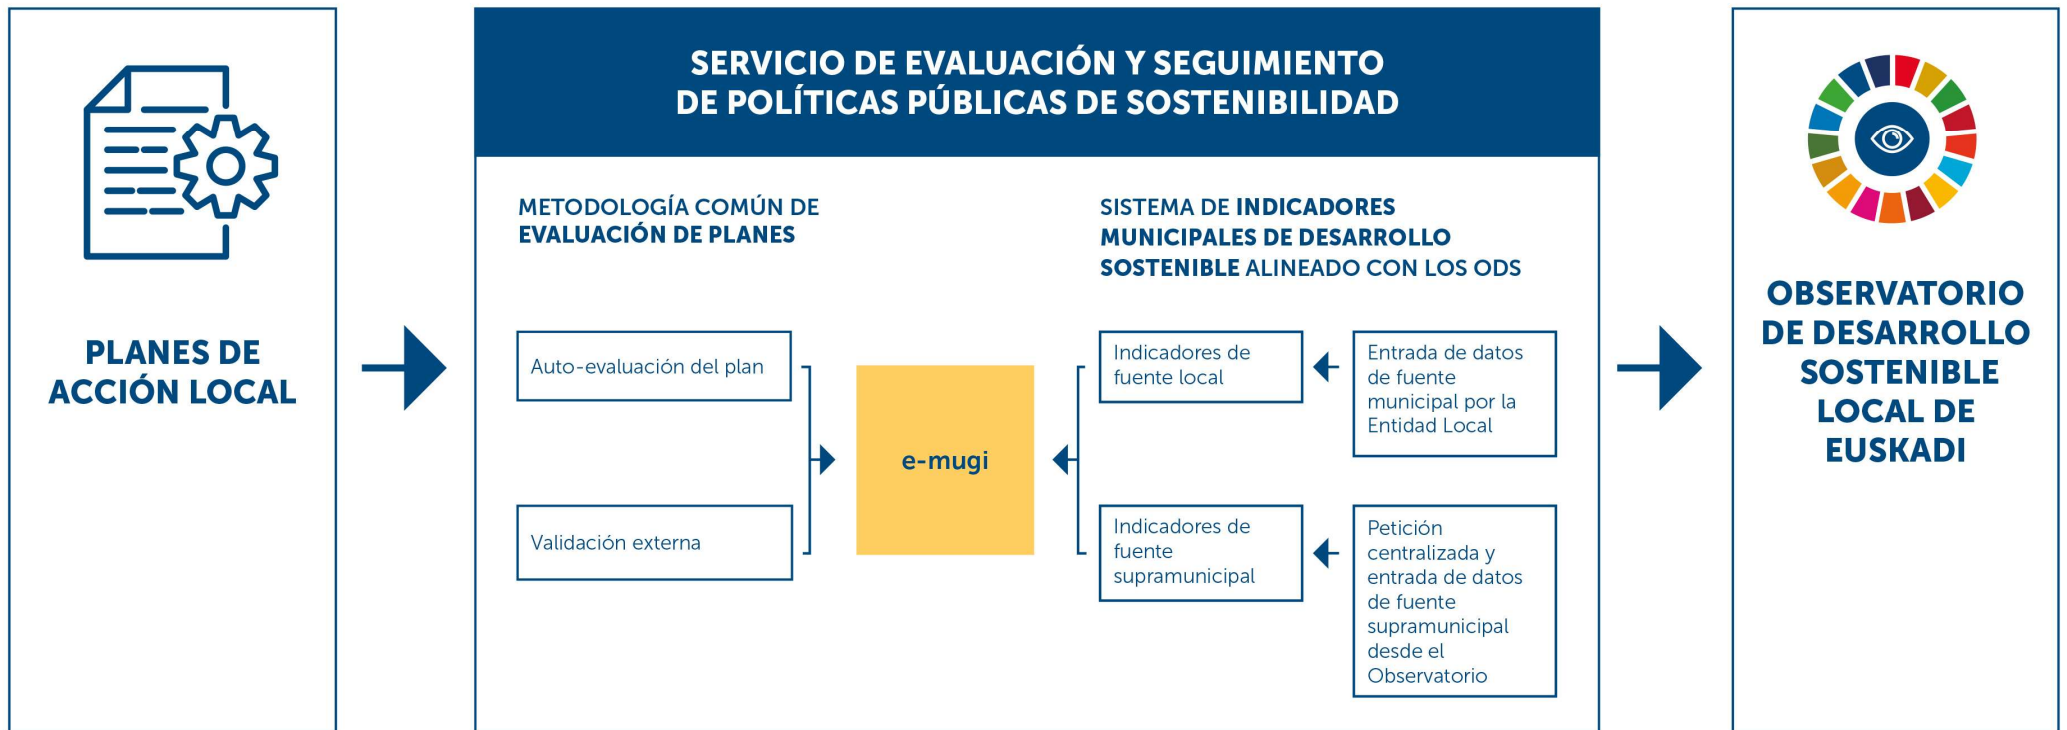 PLANES DE
ACCIÓN LOCAL
SERVICIO DE EVALUACIÓN Y SEGUIMIENTO
DE POLÍTICAS PÚBLICAS DE SOSTENIBILIDAD
METODOLOGÍA COMÚN DE
EVALUACIÓN DE PLANES
Auto-evaluación del plan
Validación externa
e-mugi
SISTEMA DE INDICADORES
MUNICIPALES DE DESARROLLO
SOSTENIBLE ALINEADO CON LOS ODS
Indicadores de
fuente local
Entrada de datos
de fuente
municipal por la
Entidad Local
Indicadores de
fuente
supramunicipal
Petición
centralizada y
entrada de datos
de fuente
supramunicipal
desde el
Observatorio
OBSERVATORIO
DE DESARROLLO
SOSTENIBLE
LOCAL DE
EUSKADI